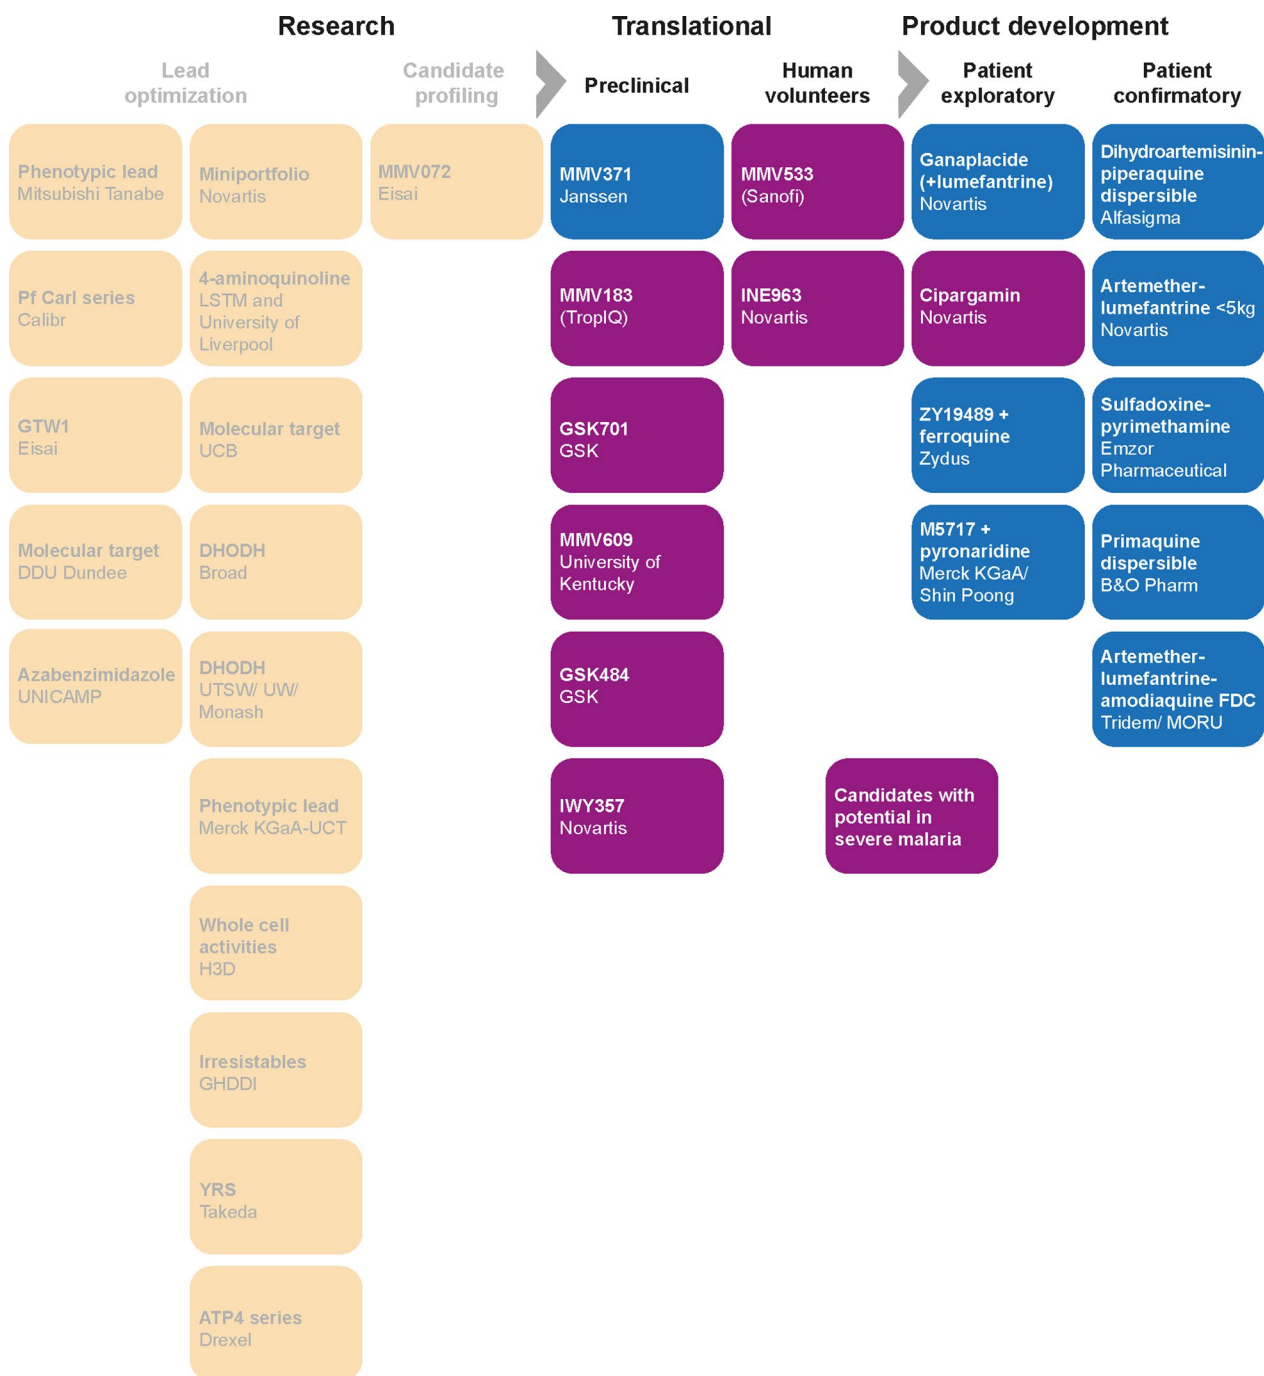 Research
Translational
Product development
Lead
optimization
Candidate
profiling
Preclinical
Human
volunteers
Patient
exploratory
Patient
confirmatory
Phenotypic lead
Mitsubishi Tanabe
Miniportfolio
Novartis
MMV072
Eisai
MMV371
Janssen
MMV533
(Sanofi)
Ganaplacide
(+lumefantrine)
Novartis
Dihydroartemisinin-
piperaquine
dispersible
Alfasigma
Pf Carl series
Calibr
4-aminoquinoline
LSTM and
University of
Liverpool
MMV183
(TropIQ)
INE963
Novartis
Cipargamin
Novartis
Artemether-
lumefantrine <5kg
Novartis
GTW1
Eisai
Molecular target
UCB
GSK701
GSK
ZY19489 +
ferroquine
Zydus
Sulfadoxine-
pyrimethamine
Emzor
Pharmaceutical
Molecular target
DDU Dundee
DHODH
Broad
MMV609
University of
Kentucky
M5717 +
pyronaridine
Merck KGaA/
Shin Poong
Primaquine
dispersible
B&O Pharm
Azabenzimidazole
UNICAMP
DHODH
UTSW/ UW/
Monash
GSK484
GSK
Artemether-
lumefantrine-
amodiaquine FDC
Tridem/ MORU
Phenotypic lead
Merck KGaA-UCT
IWY357
Novartis
Candidates with
potential in
severe malaria
Whole cell
activities
H3D
Irresistables
GHDDI
YRS
Takeda
ATP4 series
Drexel